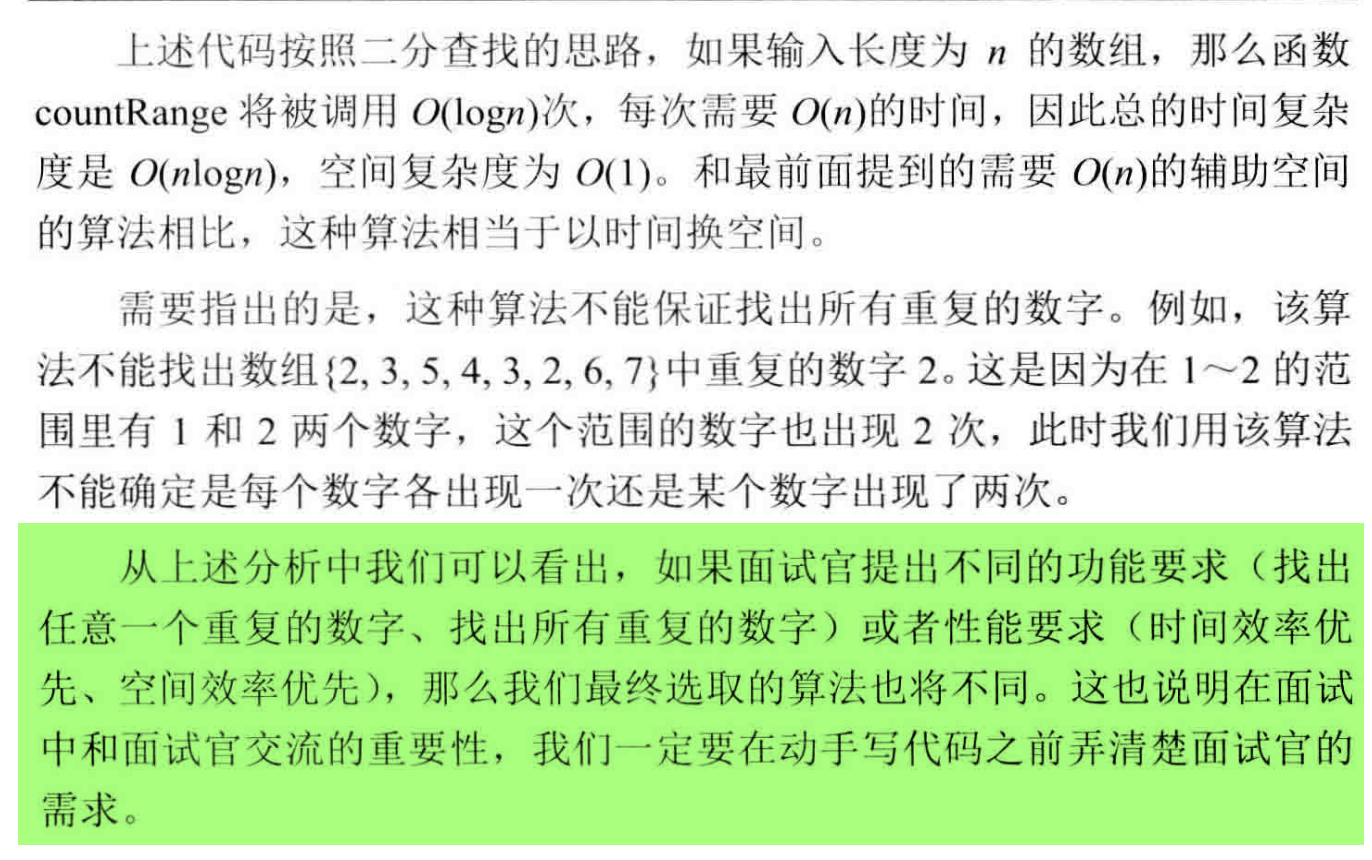 上述代码按照二分查找的思路，如果输入长度为 n 的数组，那么函数
countRange 将被调用 O(logn)次，每次需要 O(n)的时间，因此总的时间复杂
度是 O(nlogn)，空间复杂度为 O(1)。和最前面提到的需要 O(n)的辅助空间
的算法相比，这种算法相当于以时间换空间。
需要指出的是，这种算法不能保证找出所有重复的数字。例如，该算
法不能找出数组{2, 3, 5, 4, 3, 2, 6, 7}中重复的数字 2。这是因为在 1～2 的范
围里有 1 和 2 两个数字，这个范围的数字也出现 2 次，此时我们用该算法
不能确定是每个数字各出现一次还是某个数字出现了两次。
从上述分析中我们可以看出，如果面试官提出不同的功能要求（找出
任意一个重复的数字、找出所有重复的数字）或者性能要求（时间效率优
先、空间效率优先），那么我们最终选取的算法也将不同。这也说明在面试
中和面试官交流的重要性，我们一定要在动手写代码之前弄清楚面试官的
需求。